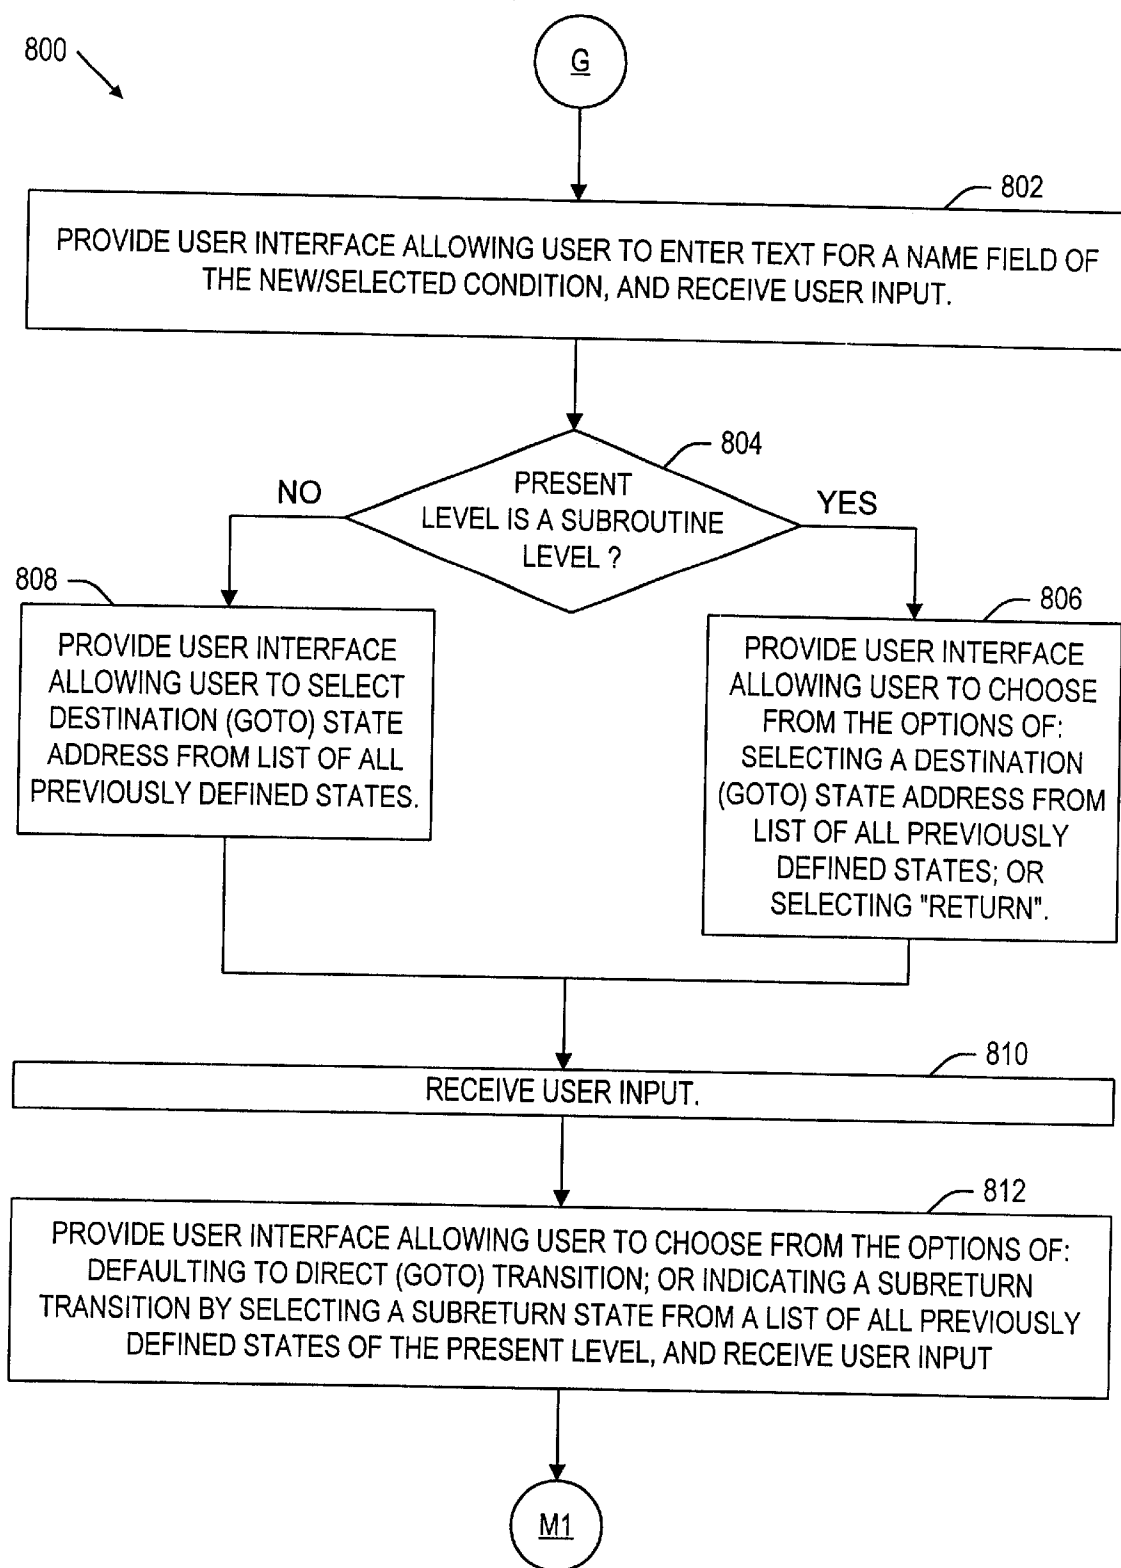 800
G
802
PROVIDE USER INTERFACE ALLOWING USER TO ENTER TEXT FOR A NAME FIELD OF
THE NEW/SELECTED CONDITION, AND RECEIVE USER INPUT.
804
PRESENT
LEVEL IS A SUBROUTINE
LEVEL ?
NO
YES
808
PROVIDE USER INTERFACE
ALLOWING USER TO SELECT
DESTINATION (GOTO) STATE
ADDRESS FROM LIST OF ALL
PREVIOUSLY DEFINED STATES.
806
PROVIDE USER INTERFACE
ALLOWING USER TO CHOOSE
FROM THE OPTIONS OF:
SELECTING A DESTINATION
(GOTO) STATE ADDRESS FROM
LIST OF ALL PREVIOUSLY
DEFINED STATES; OR
SELECTING "RETURN".
810
RECEIVE USER INPUT.
812
PROVIDE USER INTERFACE ALLOWING USER TO CHOOSE FROM THE OPTIONS OF:
DEFAULTING TO DIRECT (GOTO) TRANSITION; OR INDICATING A SUBRETURN
TRANSITION BY SELECTING A SUBRETURN STATE FROM A LIST OF ALL PREVIOUSLY
DEFINED STATES OF THE PRESENT LEVEL, AND RECEIVE USER INPUT
M1